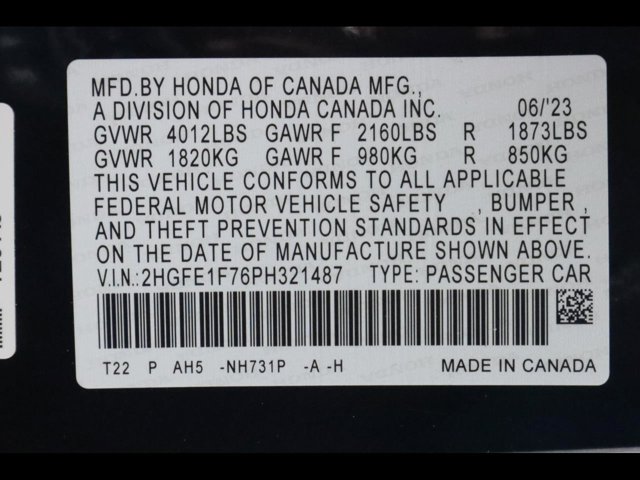 MFD.BY HONDA OF CANADA MFG.,
A DIVISION OF HONDA CANADA INC. 06/'23
GVWR 4012LBS GAWR F 2160LBS R 1873LBS
GVWR 1820KG GAWR F 980KG R 850KG
THIS VEHICLE CONFORMS TO ALL APPLICABLE
FEDERAL MOTOR VEHICLE SAFETY , BUMPER ,
AND THEFT PREVENTION STANDARDS IN EFFECT
ON THE DATE OF MANUFACTURE SHOWN ABOVE.
V.I.N.:2HGFE1F76PH321487 TYPE: PASSENGER CAR
T22 P AH5 -NH731P -A -H MADE IN CANADA